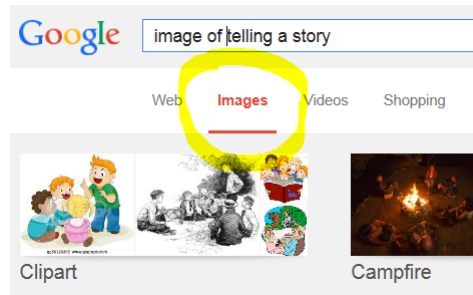 Google image of telling a story
Web Images Videos Shopping
Clipart Campfire